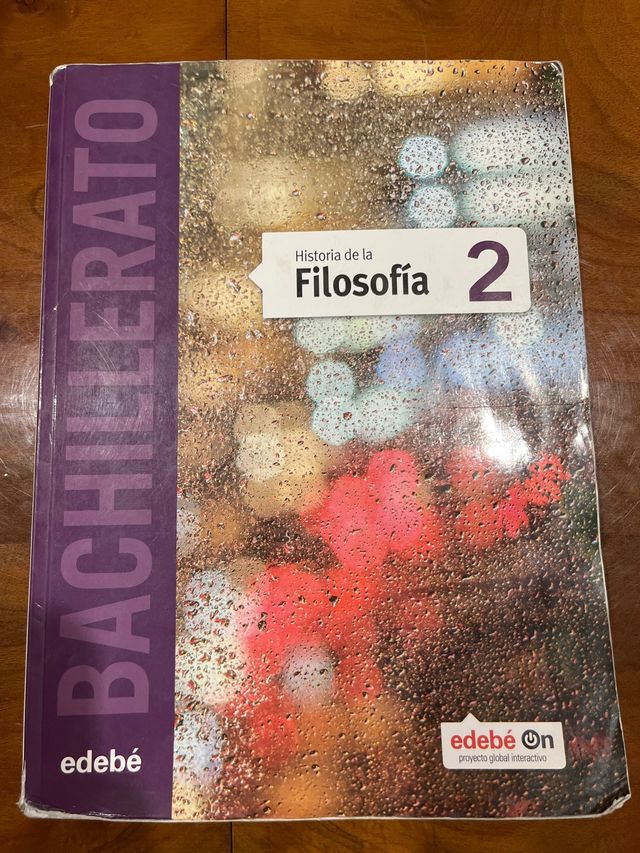 BACHILLERATO
Historia de la
Filosofía 2
edebé
edebé On
proyecto global interactivo